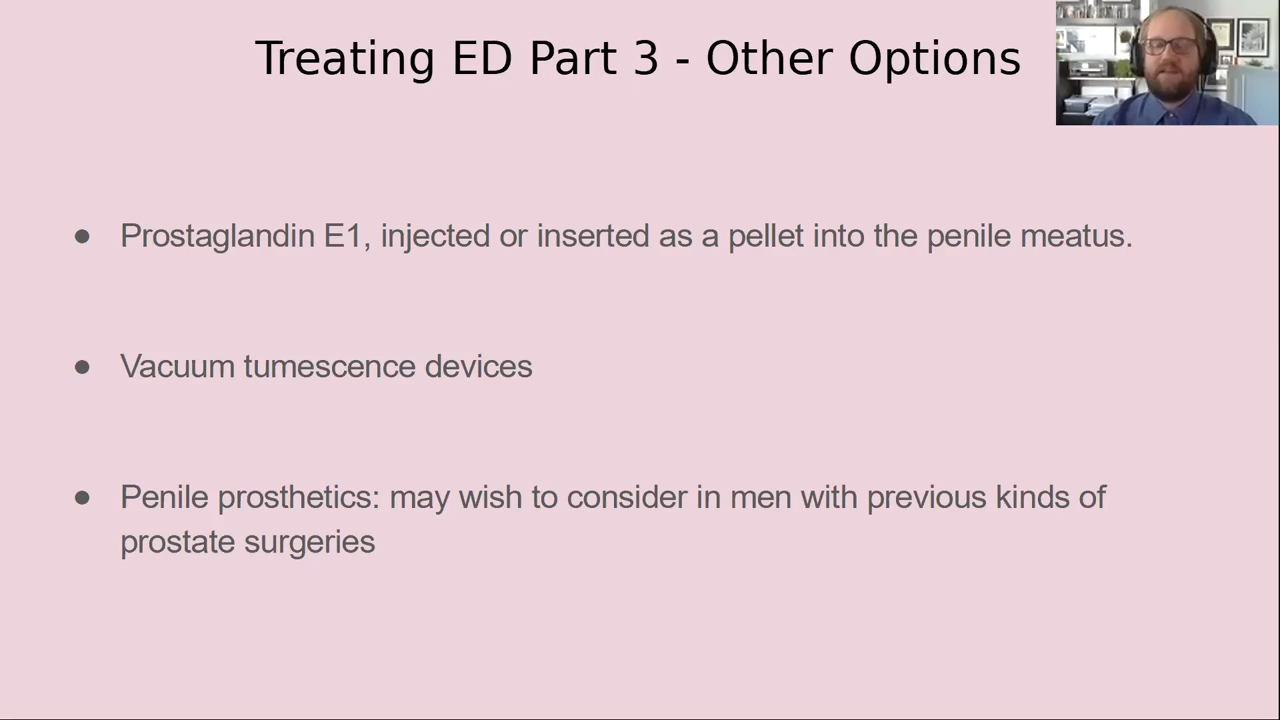 Treating ED Part 3 - Other Options
● Prostaglandin E1, injected or inserted as a pellet into the penile meatus.
● Vacuum tumescence devices
● Penile prosthetics: may wish to consider in men with previous kinds of
prostate surgeries